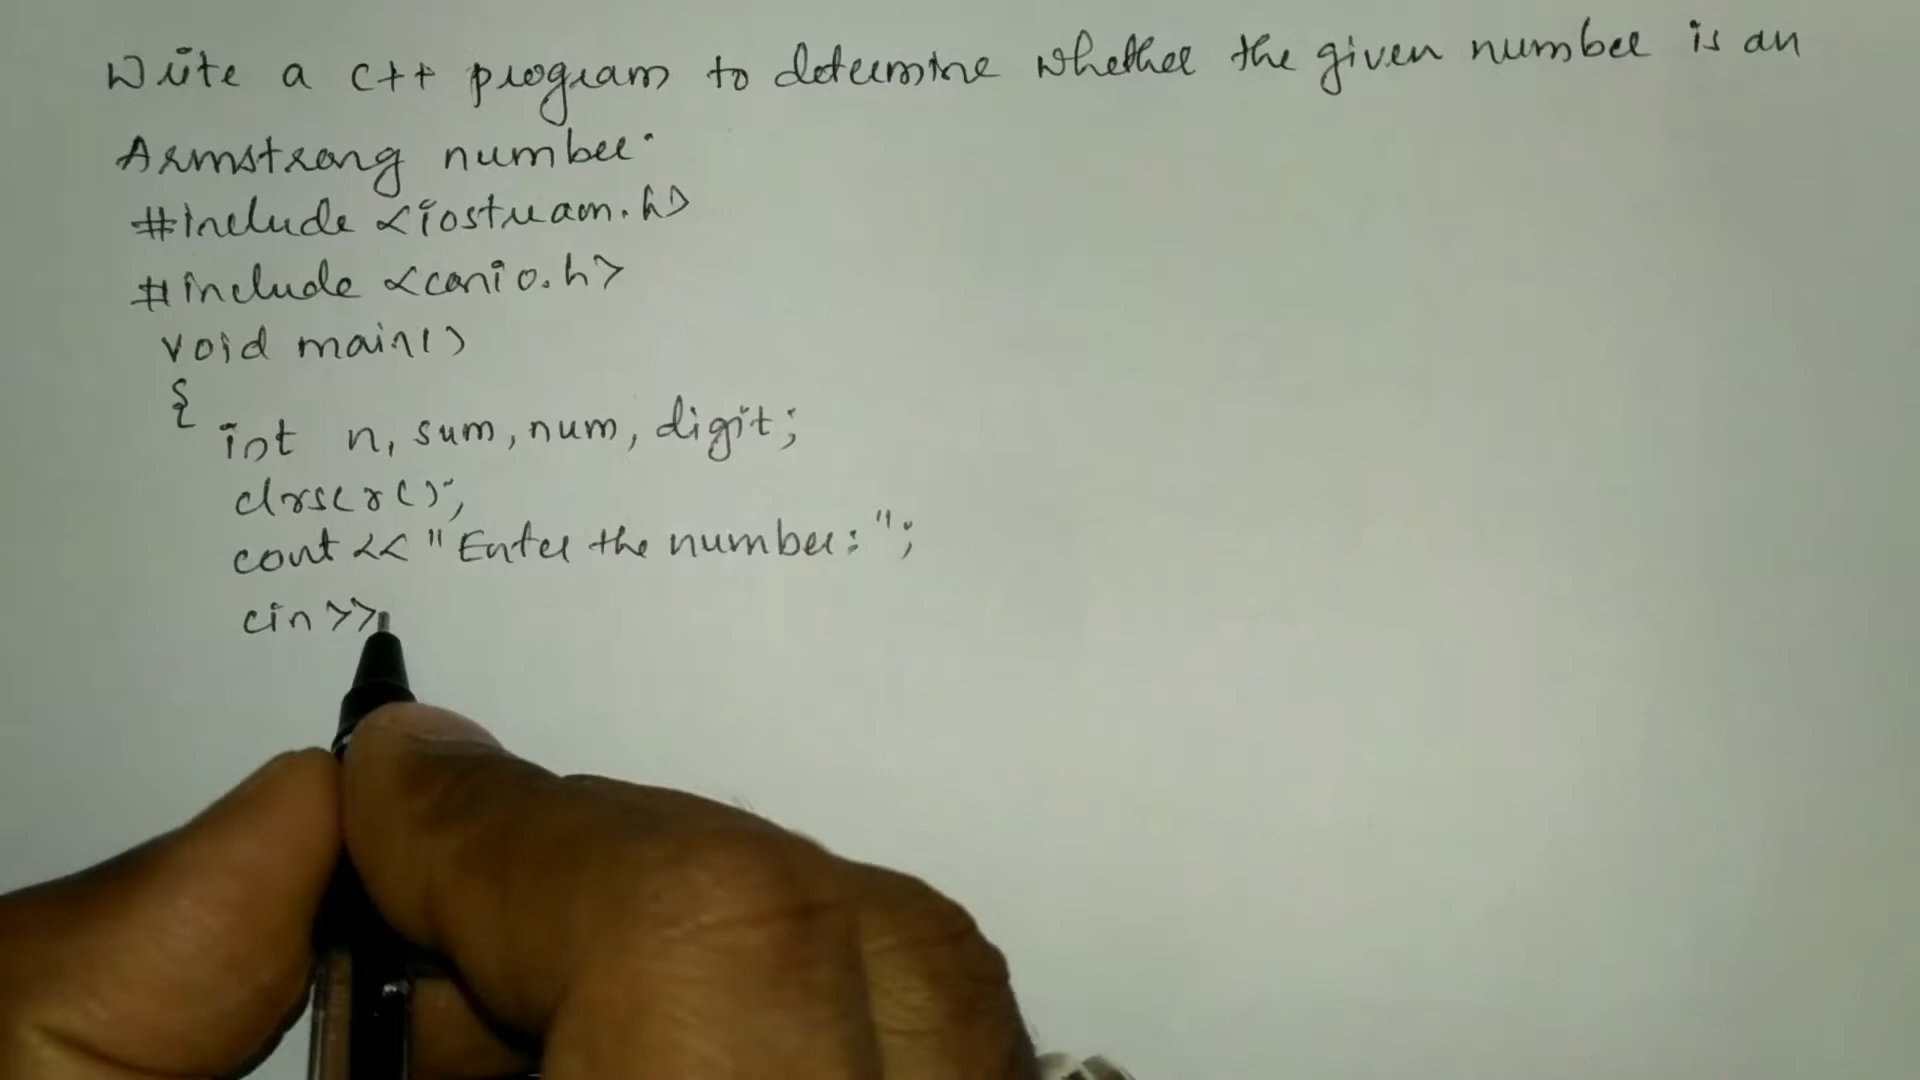 Write a C++ program to determine whether the given number is an
Armstrong number.
#include <iostream.h>
#include <conio.h>
void main()
{
int n, sum, num, digit;
clrscr();
cout << "Enter the number: ";
cin >>